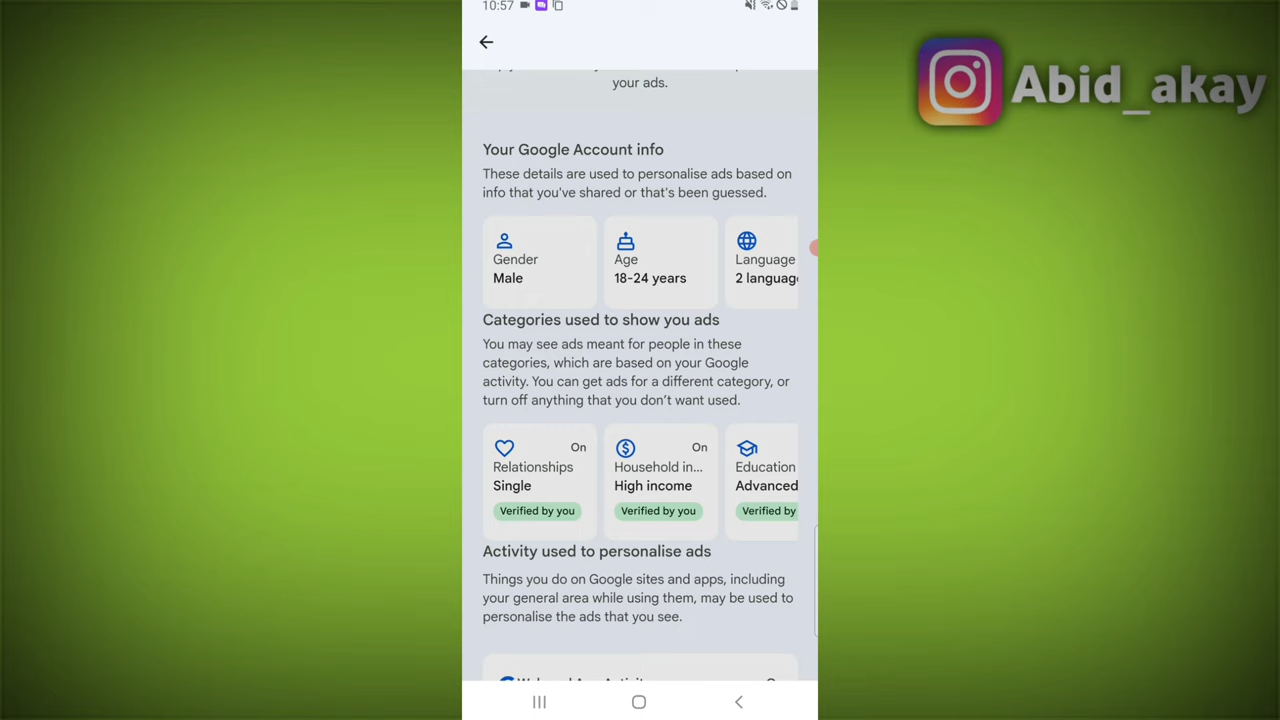 10:57
Abid_akay
your ads.
Your Google Account info
These details are used to personalise ads based on
info that you've shared or that's been guessed.
Gender
Male
Age
18-24 years
Language
2 languag
Categories used to show you ads
You may see ads meant for people in these
categories, which are based on your Google
activity. You can get ads for a different category, or
turn off anything that you don’t want used.
On
Relationships
Single
Verified by you
On
Household in...
High income
Verified by you
Education
Advanced
Verified by
Activity used to personalise ads
Things you do on Google sites and apps, including
your general area while using them, may be used to
personalise the ads that you see.